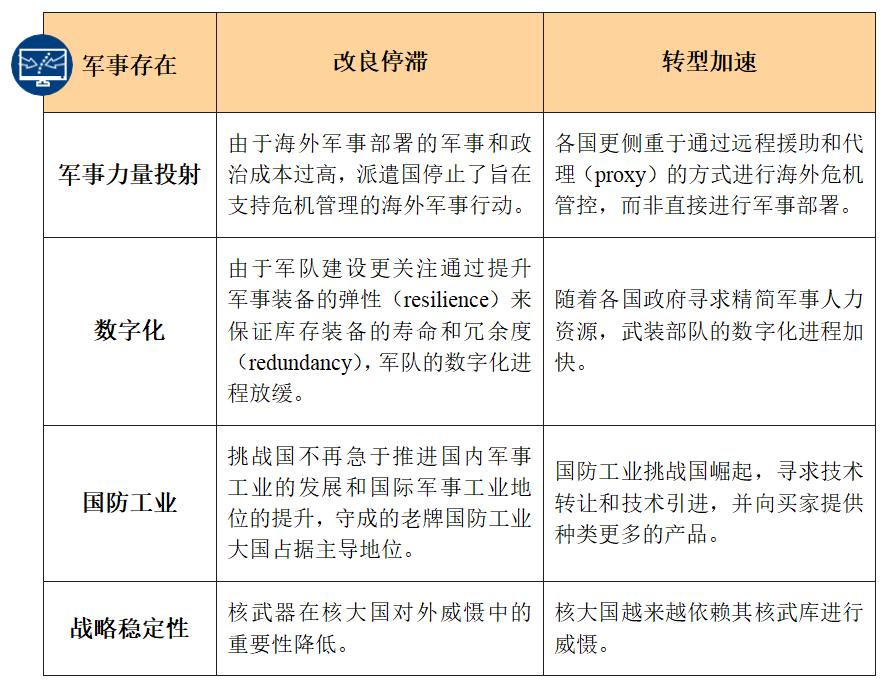 军事存在
改良停滞
转型加速
军事力量投射
由于海外军事部署的军事和政
治成本过高，派遣国停止了旨在
支持危机管理的海外军事行动。
各国更侧重于通过远程援助和代
理（proxy）的方式进行海外危机
管控，而非直接进行军事部署。
数字化
由于军队建设更关注通过提升
军事装备的弹性（resilience）来
保证库存装备的寿命和冗余度
（redundancy），军队的数字化进
程放缓。
随着各国政府寻求精简军事人力
资源，武装部队的数字化进程加
快。
国防工业
挑战国不再急于推进国内军事
工业的发展和国际军事工业地
位的提升，守成的老牌国防工业
大国占据主导地位。
国防工业挑战国崛起，寻求技术
转让和技术引进，并向买家提供
种类更多的产品。
战略稳定性
核武器在核大国对外威慑中的
重要性降低。
核大国越来越依赖其核武库进行
威慑。